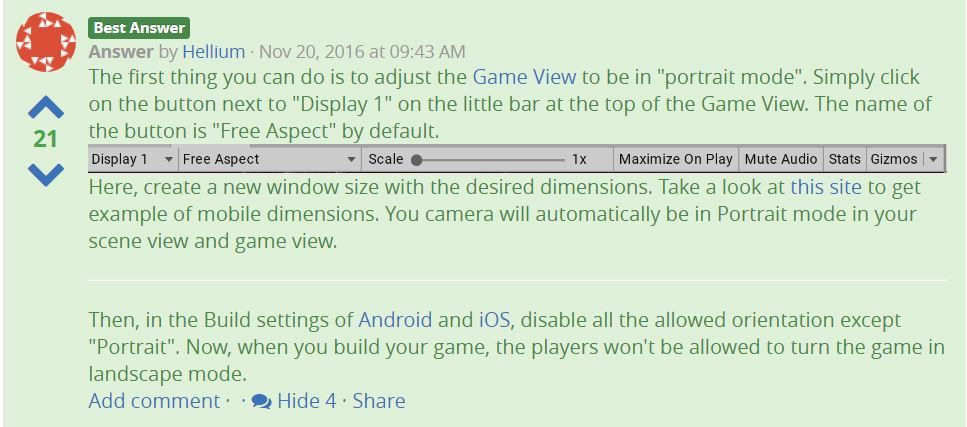 Best Answer
Answer by Hellium · Nov 20, 2016 at 09:43 AM
The first thing you can do is to adjust the Game View to be in "portrait mode". Simply click
on the button next to "Display 1" on the little bar at the top of the Game View. The name of
21
the button is "Free Aspect" by default.
Display 1 Free Aspect Scale 1x Maximize On Play Mute Audio Stats Gizmos
Here, create a new window size with the desired dimensions. Take a look at this site to get
example of mobile dimensions. You camera will automatically be in Portrait mode in your
scene view and game view.
Then, in the Build settings of Android and iOS, disable all the allowed orientation except
"Portrait". Now, when you build your game, the players won't be allowed to turn the game in
landscape mode.
Add comment · · Hide 4 · Share